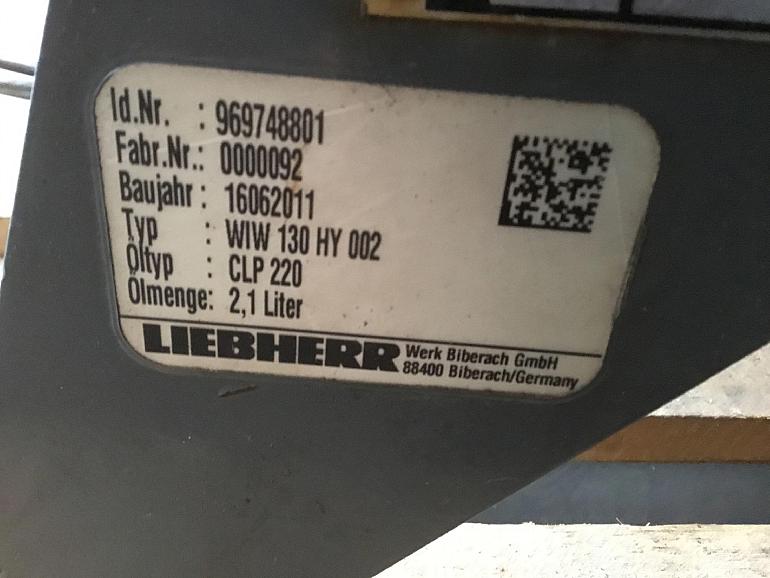 Id.Nr. : 969748801
Fabr.Nr.: 0000092
Baujahr : 16062011
Typ : WIW 130 HY 002
Öltyp : CLP 220
Ölmenge: 2,1 Liter
LIEBHERR Werk Biberach GmbH
88400 Biberach/Germany